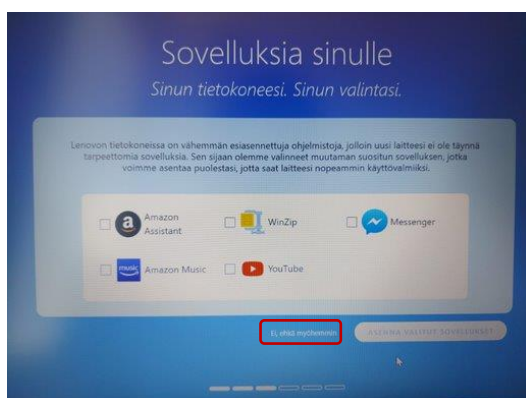 Sovelluksia sinulle
Sinun tietokoneesi. Sinun valintasi.
Lenovon tietokoneissa on vähemmän esiasennettuja ohjelmistoja, jolloin uusi laitteesi ei ole täynnä
tarpeettomia sovelluksia. Sen sijaan olemme valinneet muutaman suositun sovelluksen, jotka
voimme asentaa puolestasi, jotta saat laitteesi nopeammin käyttövalmiiksi.
a Amazon
Assistant
WinZip
Messenger
music Amazon Music
YouTube
Ei, ehkä myöhemmin
ASENNA VALITUT SOVELLUKSET